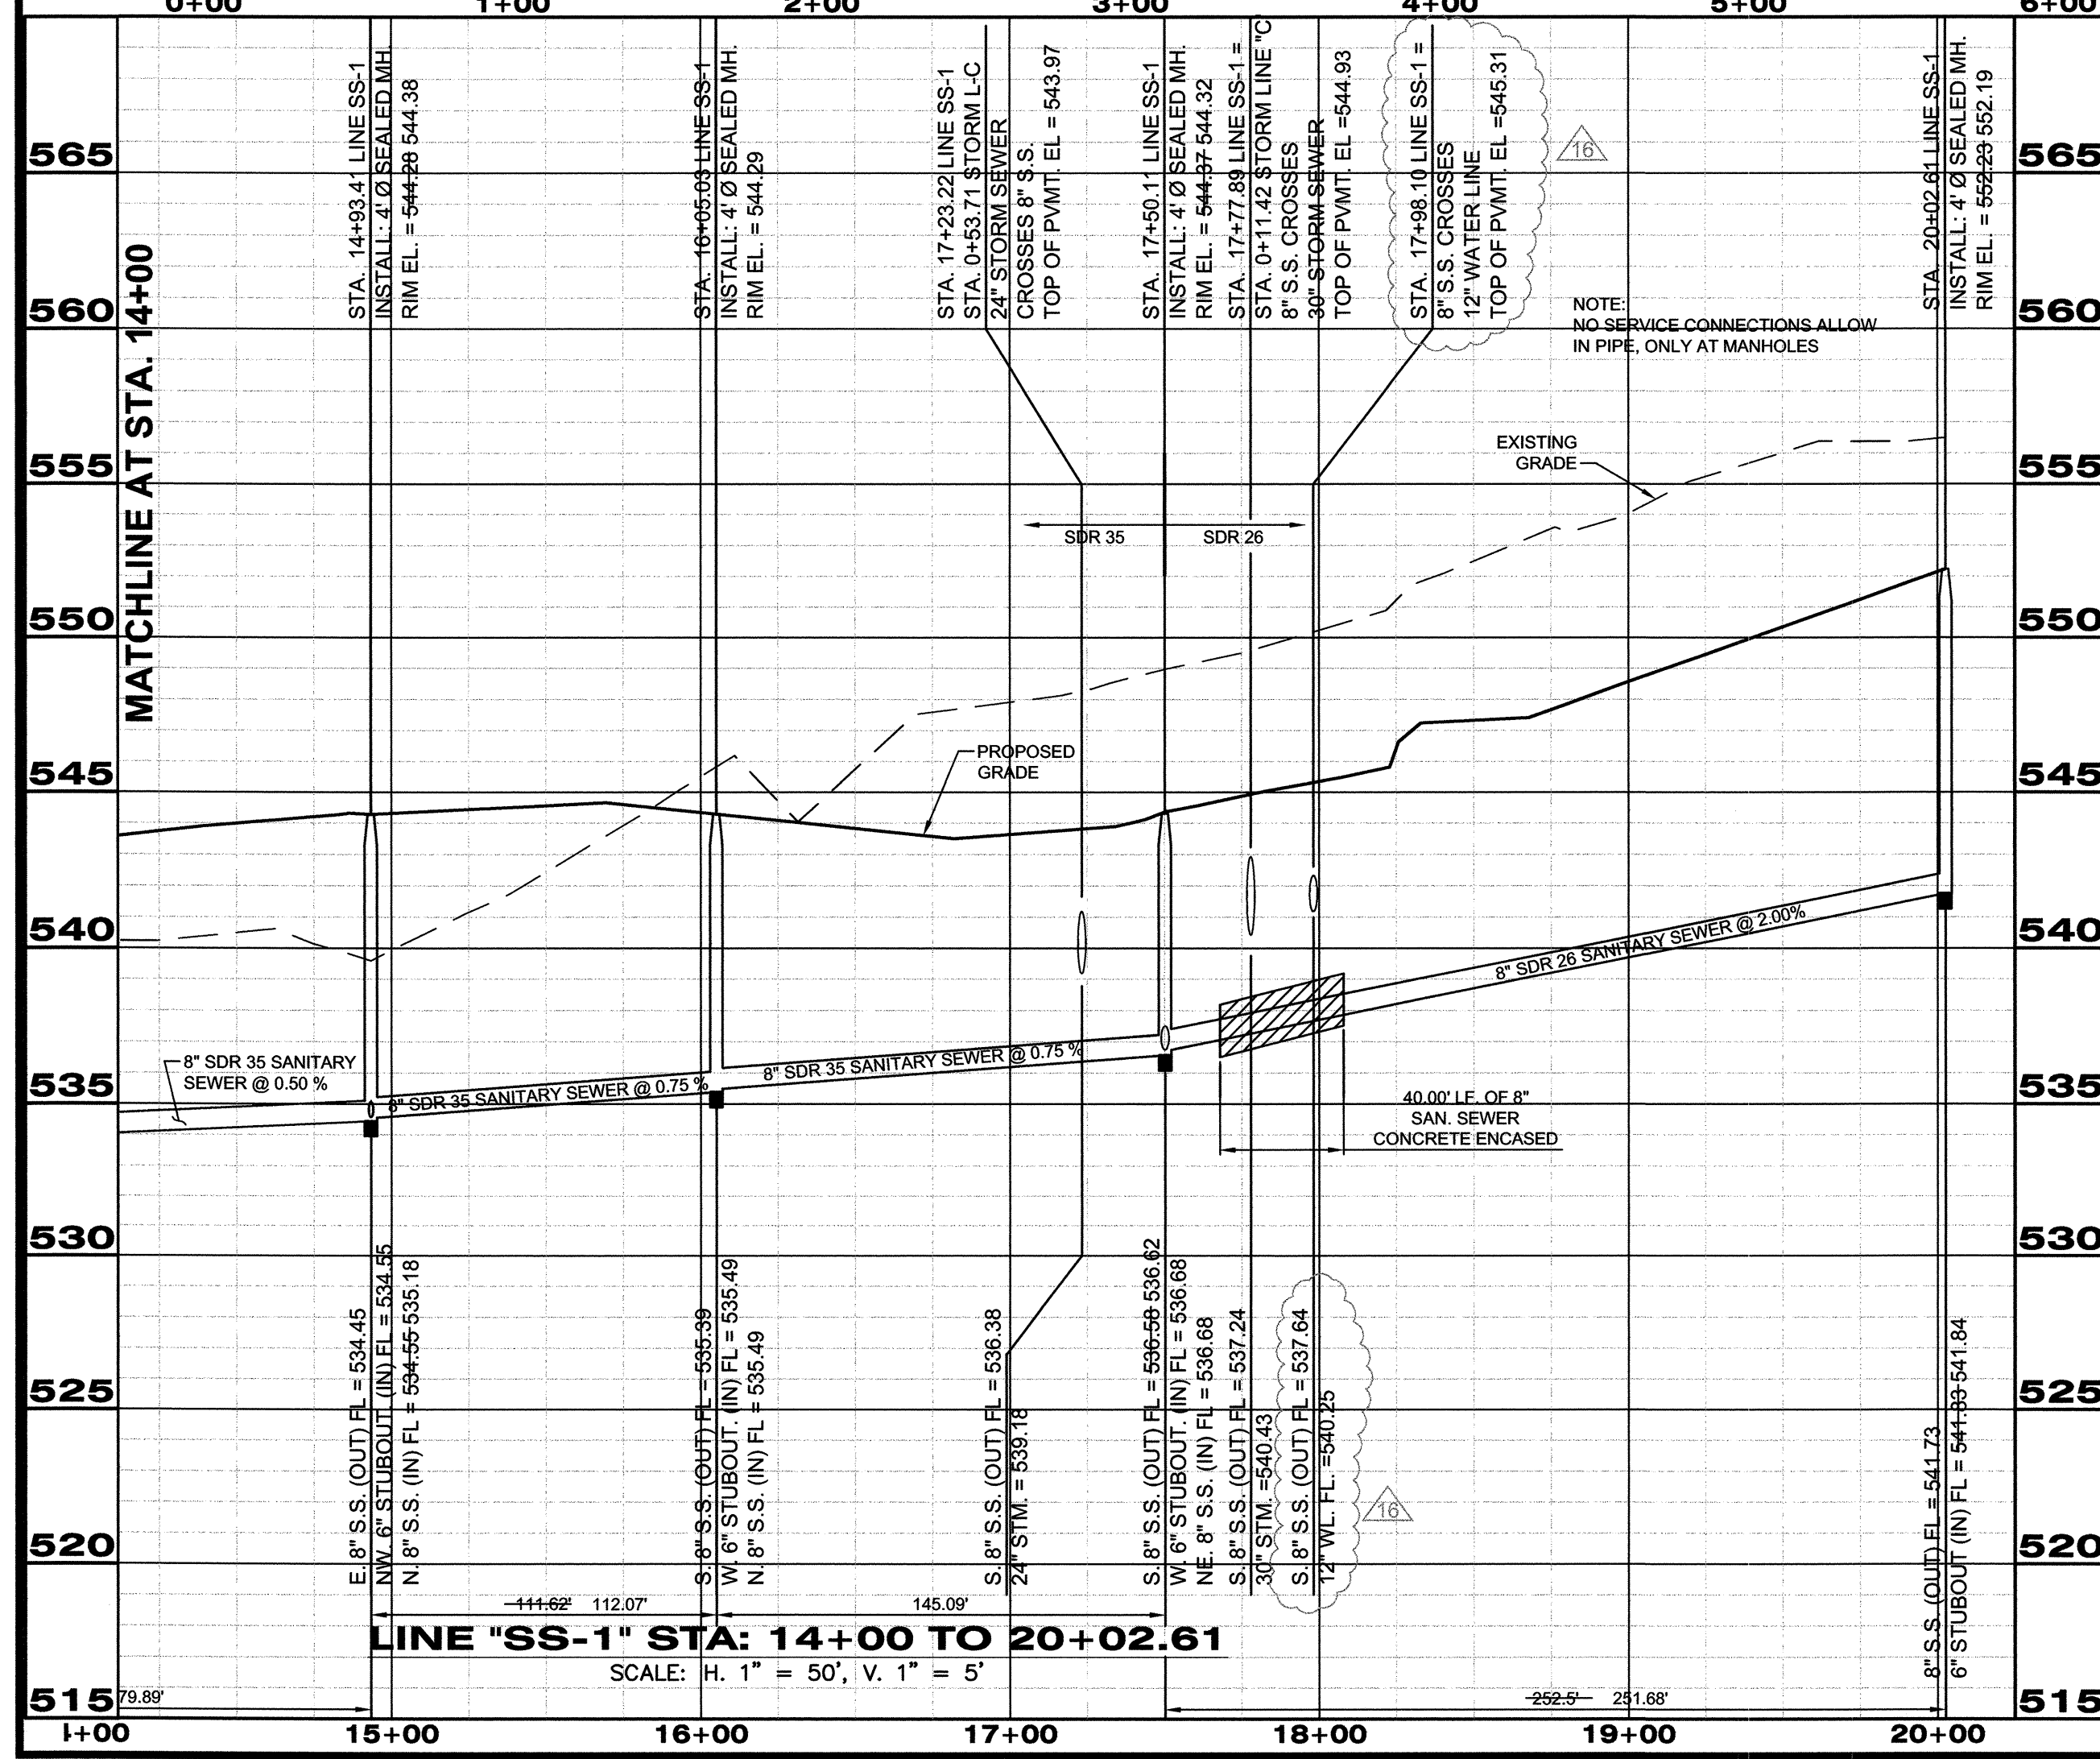 0+00 1+00 2+00 3+00 4+00 5+00 6+00
STA. 14+93.41 LINE SS-1
INSTALL: 4' Ø SEALED MH.
RIM EL. = 544.28 544.38
STA. 16+05.03 LINE SS-1
INSTALL: 4' Ø SEALED MH.
RIM EL. = 544.29
STA. 17+23.22 LINE SS-1
STA. 0+53.71 STORM L-C
24" STORM SEWER
CROSSES 8" S.S.
TOP OF PVMT. EL = 543.97
STA. 17+50.11 LINE SS-1
INSTALL: 4' Ø SEALED MH.
RIM EL. = 544.37 544.32
STA. 17+77.89 LINE SS-1 =
STA. 0+11.42 STORM LINE "C
8" S.S. CROSSES
30" STORM SEWER
TOP OF PVMT. EL =544.93
STA. 17+98.10 LINE SS-1 =
8" S.S. CROSSES
12" WATER LINE
TOP OF PVMT. EL =545.31
16
STA. 20+02.61 LINE SS-1
INSTALL: 4' Ø SEALED MH.
RIM EL. = 552.23 552.19
565 565
560 560
555 555
550 550
545 545
540 540
535 535
530 530
525 525
520 520
515 515
MATCHLINE AT STA. 14+00
NOTE:
NO SERVICE CONNECTIONS ALLOW
IN PIPE, ONLY AT MANHOLES
EXISTING
GRADE
SDR 35 SDR 26
PROPOSED
GRADE
8" SDR 26 SANITARY SEWER @ 2.00%
8" SDR 35 SANITARY
SEWER @ 0.50 %
8" SDR 35 SANITARY SEWER @ 0.75 %
8" SDR 35 SANITARY SEWER @ 0.75 %
40.00' LF. OF 8"
SAN. SEWER
CONCRETE ENCASED
E. 8" S.S. (OUT) FL = 534.45
NW. 6" STUBOUT. (IN) FL = 534.55
N. 8" S.S. (IN) FL = 534.55 535.18
S. 8" S.S. (OUT) FL = 535.39
W. 6" STUBOUT. (IN) FL = 535.49
N. 8" S.S. (IN) FL = 535.49
S. 8" S.S. (OUT) FL = 536.38
24" STM. = 539.18
S. 8" S.S. (OUT) FL = 536.58 536.62
W. 6" STUBOUT. (IN) FL = 536.68
NE. 8" S.S. (IN) FL = 536.68
S. 8" S.S. (OUT) FL = 537.24
30" STM. =540.43
S. 8" S.S. (OUT) FL = 537.64
12" WL. FL. =540.25
16
8" S.S. (OUT) FL = 541.73
6" STUBOUT (IN) FL = 541.83 541.84
111.62' 112.07' 145.09'
LINE "SS-1" STA: 14+00 TO 20+02.61
SCALE: H. 1" = 50', V. 1" = 5'
79.89' 252.5' 251.68'
+00 15+00 16+00 17+00 18+00 19+00 20+00